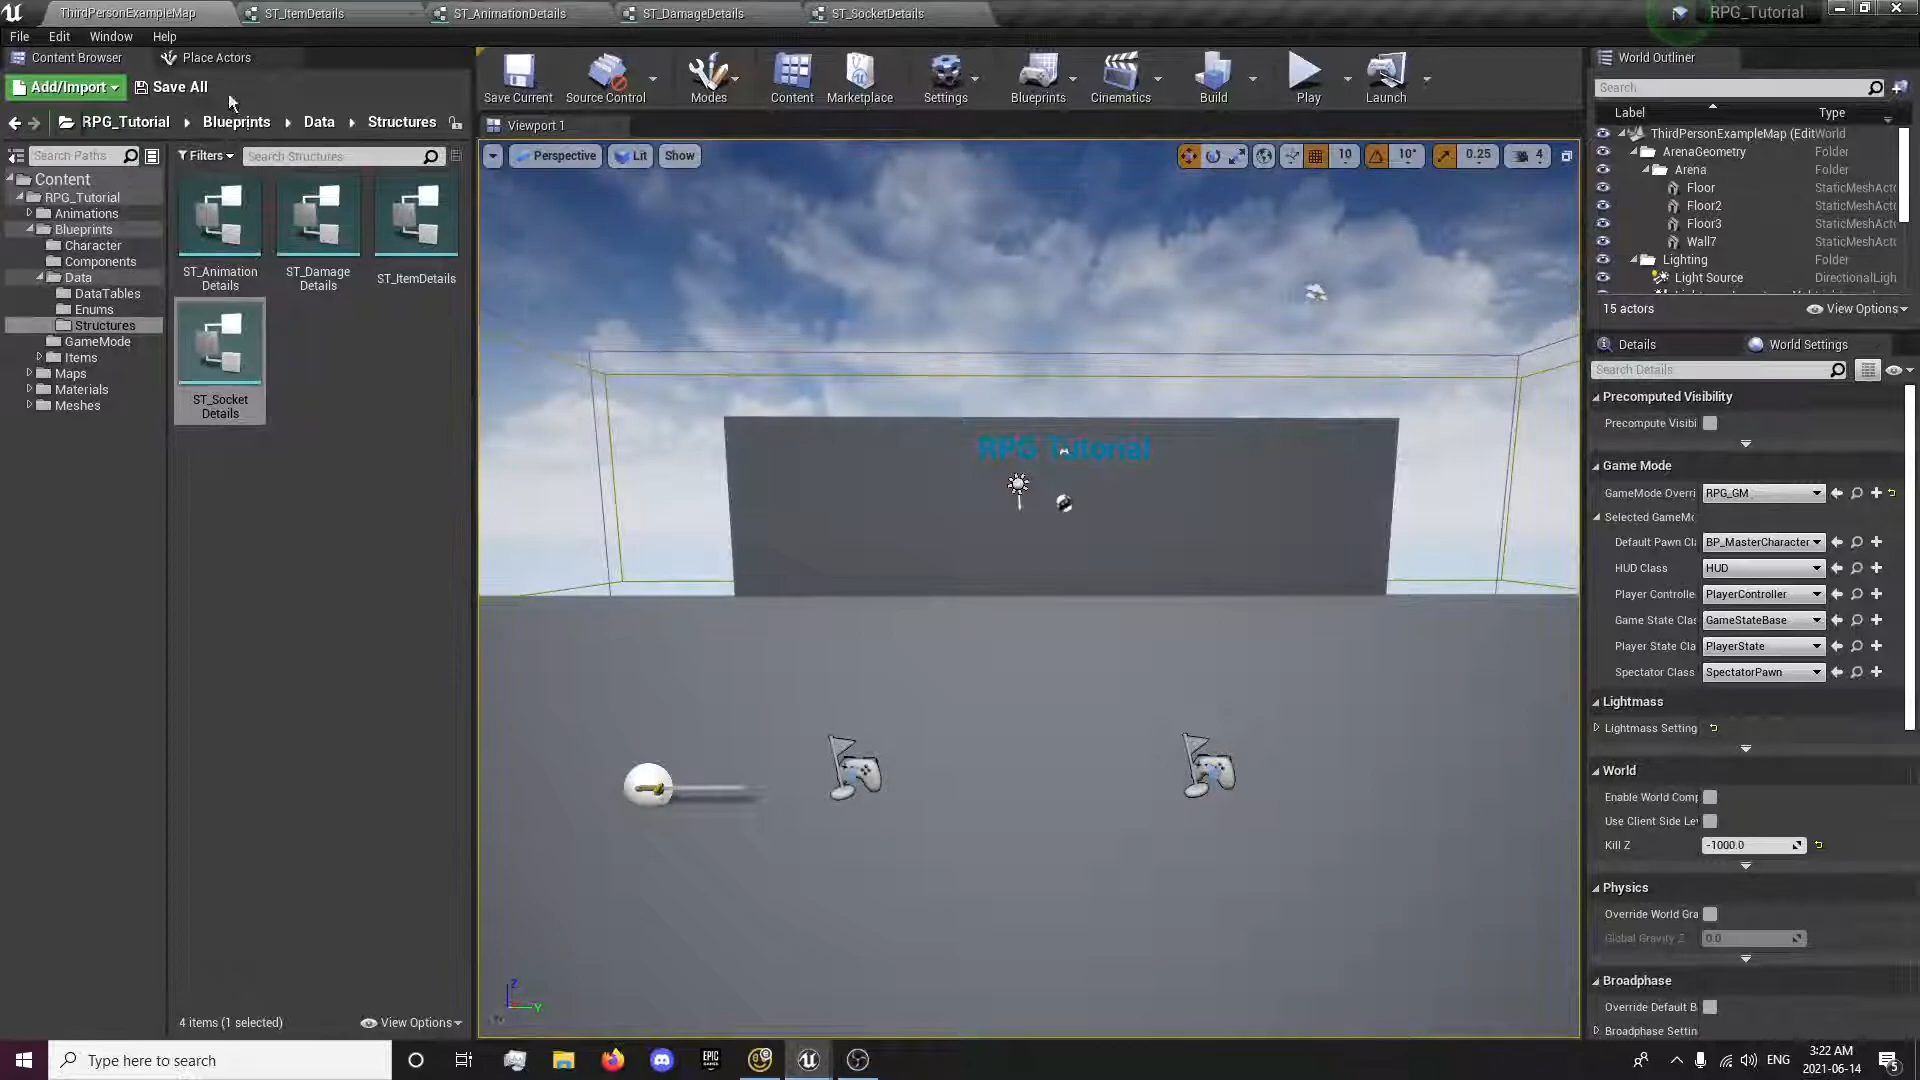 ThirdPersonExampleMap
ST_ItemDetails
ST_AnimationDetails
ST_DamageDetails
ST_SocketDetails
RPG_Tutorial
File Edit Window Help
Content Browser
Place Actors
Add/Import
Save All
RPG_Tutorial
Blueprints
Data
Structures
Search Paths
Filters
Search Structures
Content
RPG_Tutorial
Animations
Blueprints
Character
Components
Data
DataTables
Enums
Structures
GameMode
Items
Maps
Materials
Meshes
ST_Animation
Details
ST_Damage
Details
ST_ItemDetails
ST_Socket
Details
4 items (1 selected)
View Options
Save Current
Source Control
Modes
Content
Marketplace
Settings
Blueprints
Cinematics
Build
Play
Launch
Viewport 1
Perspective
Lit
Show
10
10°
0.25
4
RPG Tutorial
Z
Y
World Outliner
Search
Label
Type
ThirdPersonExampleMap (Edit
World
ArenaGeometry
Folder
Arena
Folder
Floor
StaticMeshActo
Floor2
StaticMeshActo
Floor3
StaticMeshActo
Wall7
StaticMeshActo
Lighting
Folder
Light Source
DirectionalLigh
15 actors
View Options
Details
World Settings
Search Details
Precomputed Visibility
Precompute Visibi
Game Mode
GameMode Overri
RPG_GM
Selected GameMo
Default Pawn Cl
BP_MasterCharacter
HUD Class
HUD
Player Controlle
PlayerController
Game State Clas
GameStateBase
Player State Cla
PlayerState
Spectator Class
SpectatorPawn
Lightmass
Lightmass Setting
World
Enable World Comp
Use Client Side Lev
Kill Z
-1000.0
Physics
Override World Gra
Global Gravity Z
0.0
Broadphase
Override Default B
Broadphase Settin
Type here to search
EPIC
GAMES
ENG
3:22 AM
2021-06-14
5